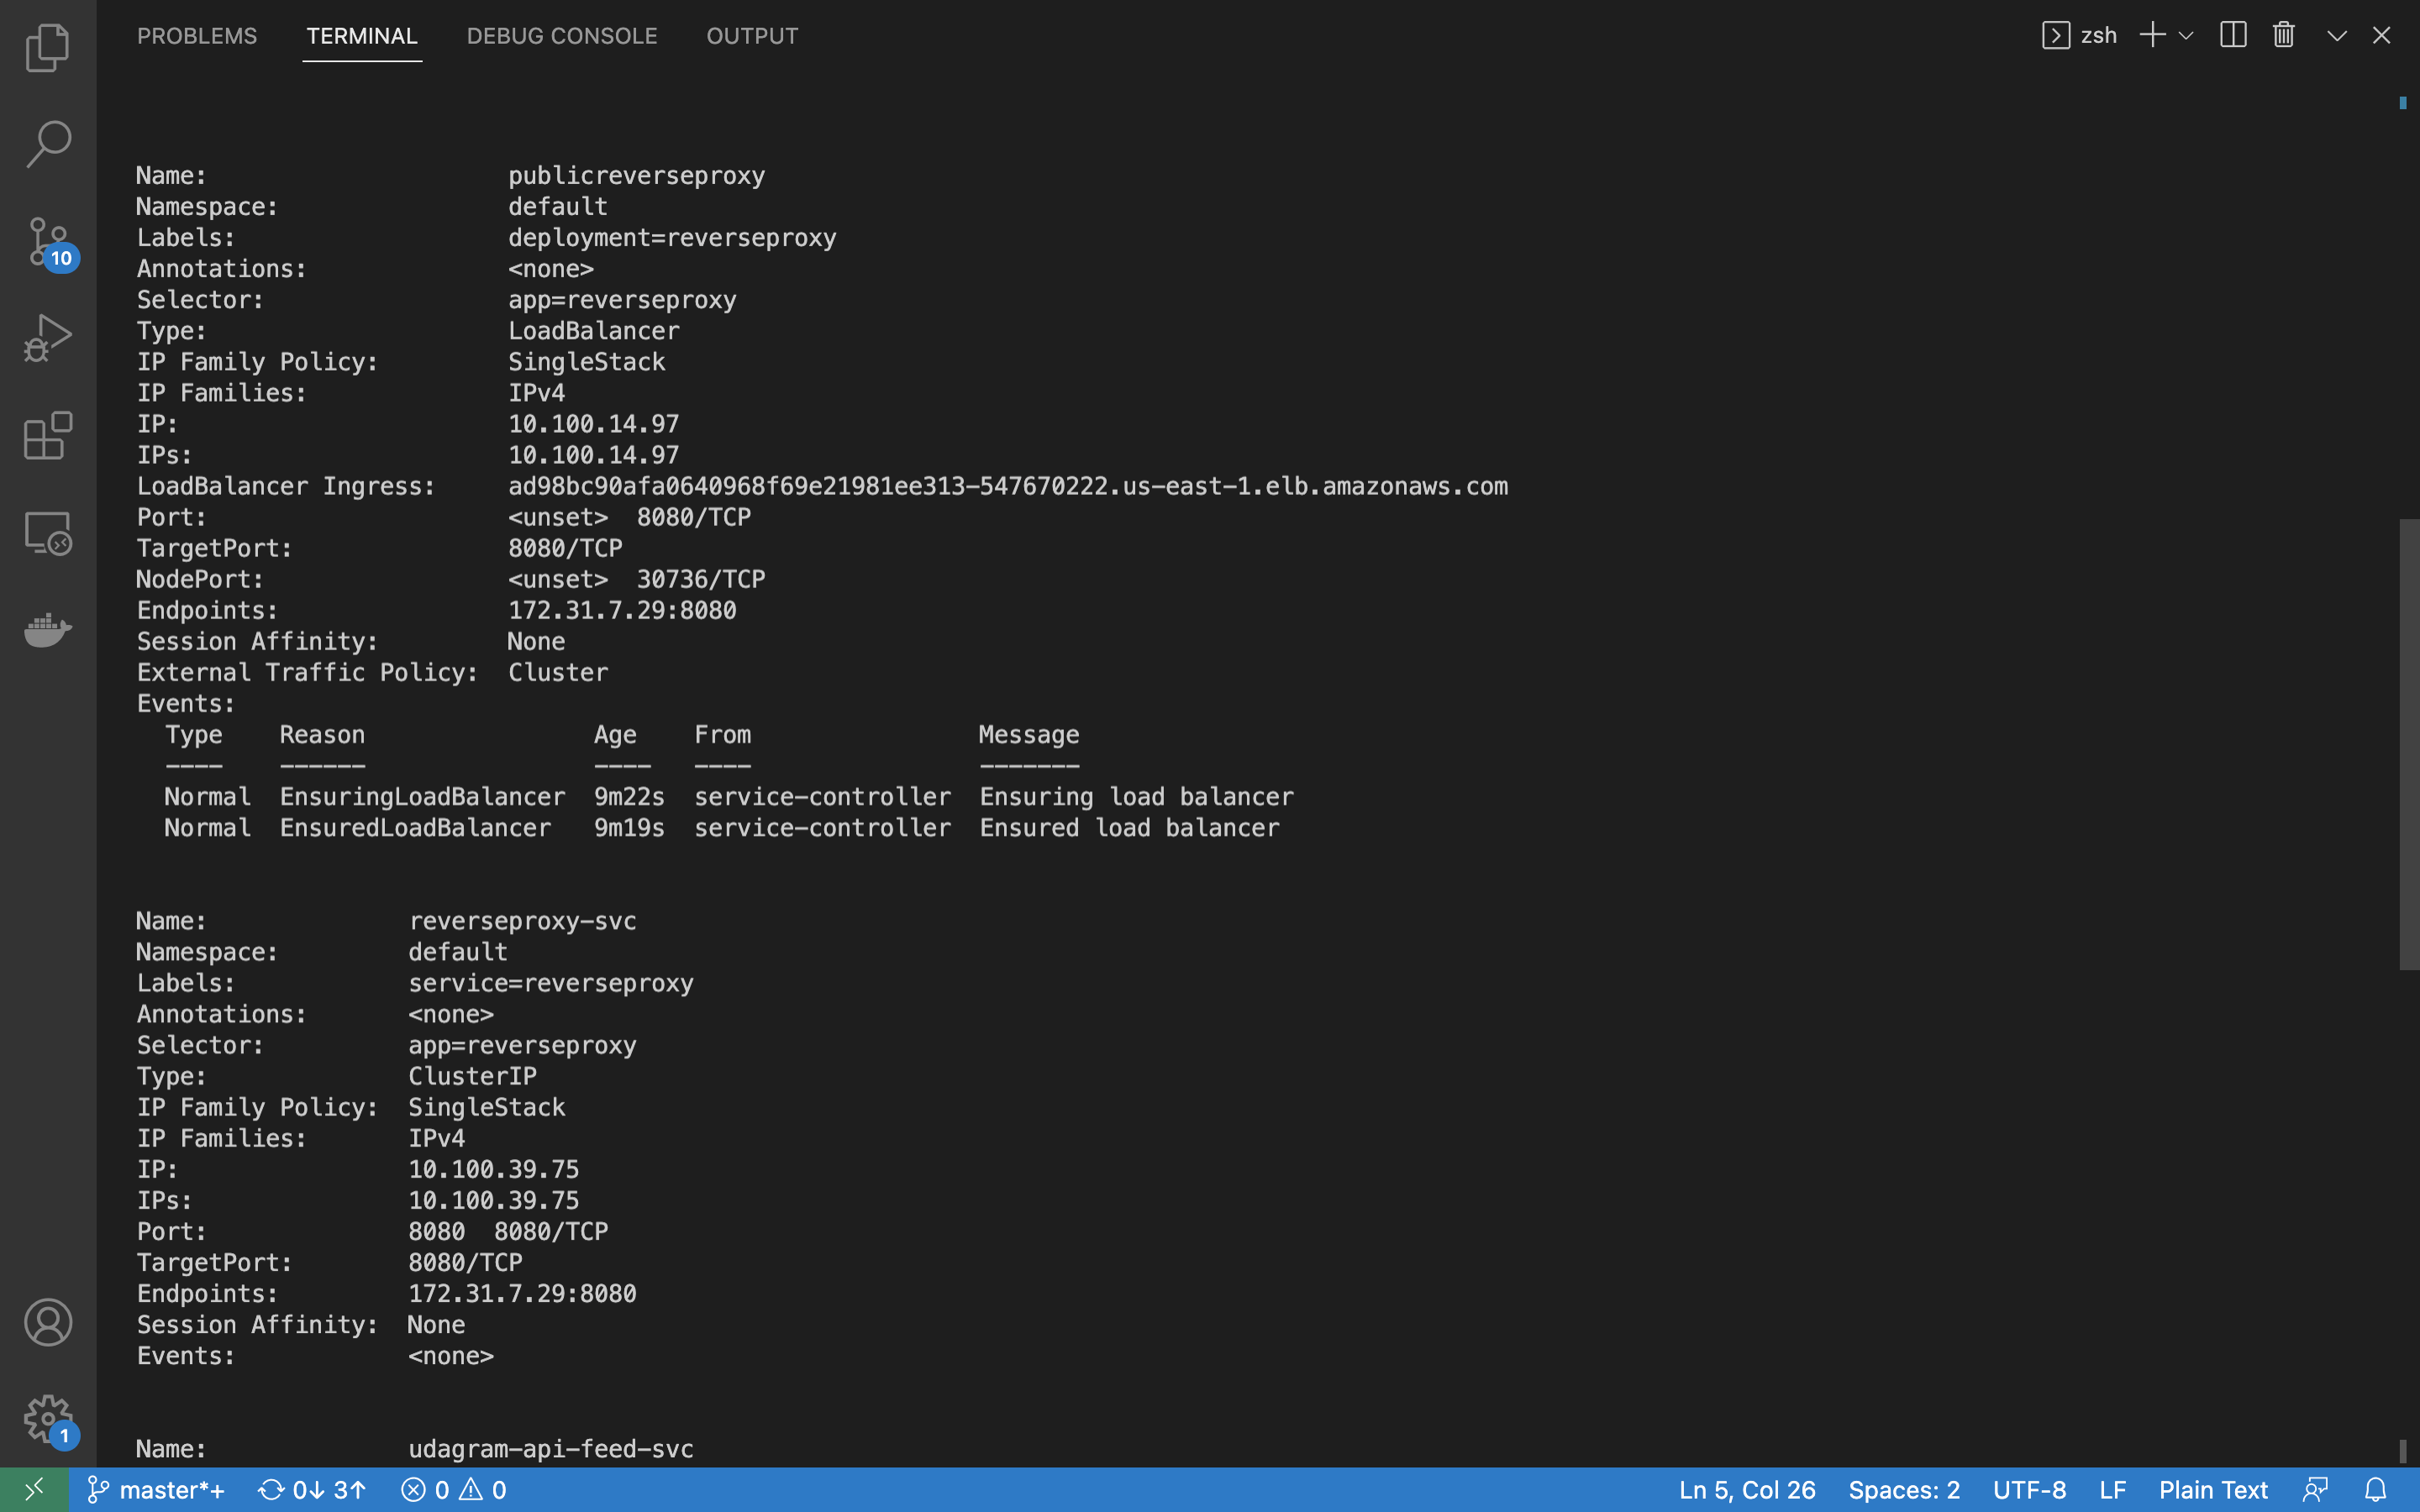 PROBLEMS TERMINAL DEBUG CONSOLE OUTPUT zsh
Name: publicreverseproxy
Namespace: default
Labels: deployment=reverseproxy
Annotations: <none>
Selector: app=reverseproxy
Type: LoadBalancer
IP Family Policy: SingleStack
IP Families: IPv4
IP: 10.100.14.97
IPs: 10.100.14.97
LoadBalancer Ingress: ad98bc90afa0640968f69e21981ee313-547670222.us-east-1.elb.amazonaws.com
Port: <unset> 8080/TCP
TargetPort: 8080/TCP
NodePort: <unset> 30736/TCP
Endpoints: 172.31.7.29:8080
Session Affinity: None
External Traffic Policy: Cluster
Events:
Type Reason Age From Message
---- ------ ---- ---- -------
Normal EnsuringLoadBalancer 9m22s service-controller Ensuring load balancer
Normal EnsuredLoadBalancer 9m19s service-controller Ensured load balancer
Name: reverseproxy-svc
Namespace: default
Labels: service=reverseproxy
Annotations: <none>
Selector: app=reverseproxy
Type: ClusterIP
IP Family Policy: SingleStack
IP Families: IPv4
IP: 10.100.39.75
IPs: 10.100.39.75
Port: 8080 8080/TCP
TargetPort: 8080/TCP
Endpoints: 172.31.7.29:8080
Session Affinity: None
Events: <none>
Name: udagram-api-feed-svc
10
1
master*+ 0↓ 3↑ 0 0 Ln 5, Col 26 Spaces: 2 UTF-8 LF Plain Text